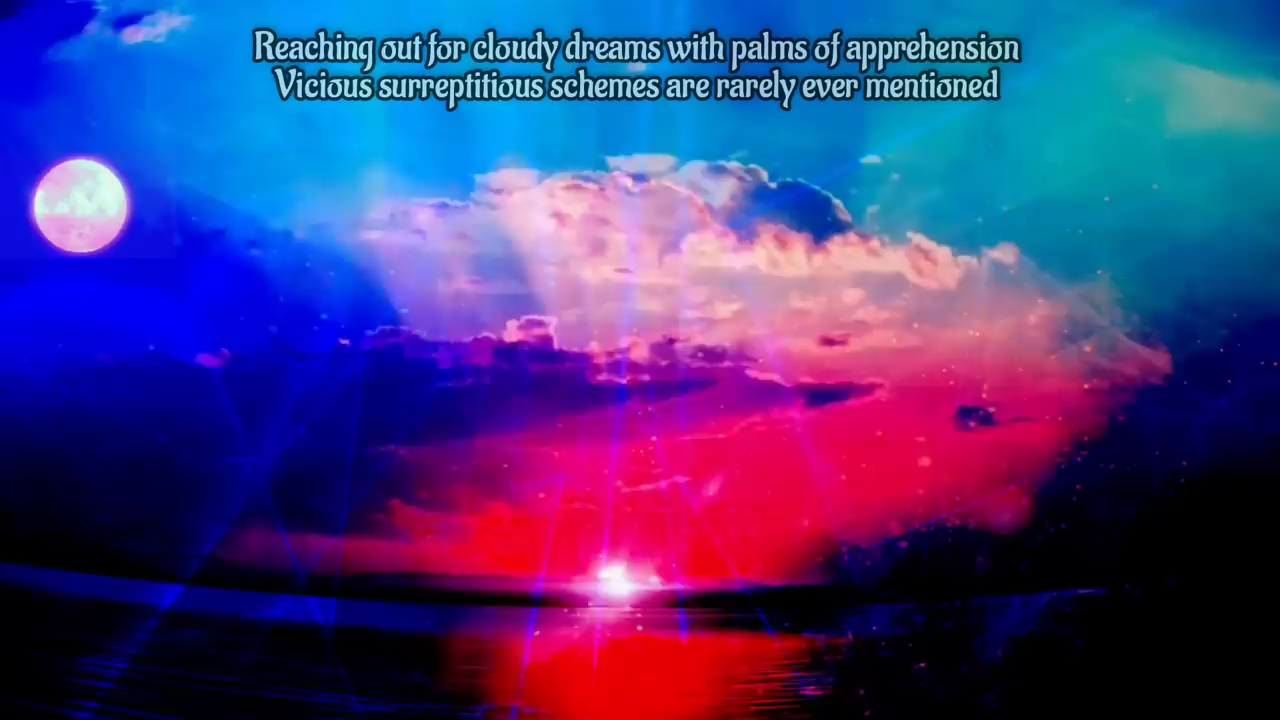 Reaching out for cloudy dreams with palms of apprehension
Vicious surreptitious schemes are rarely ever mentioned